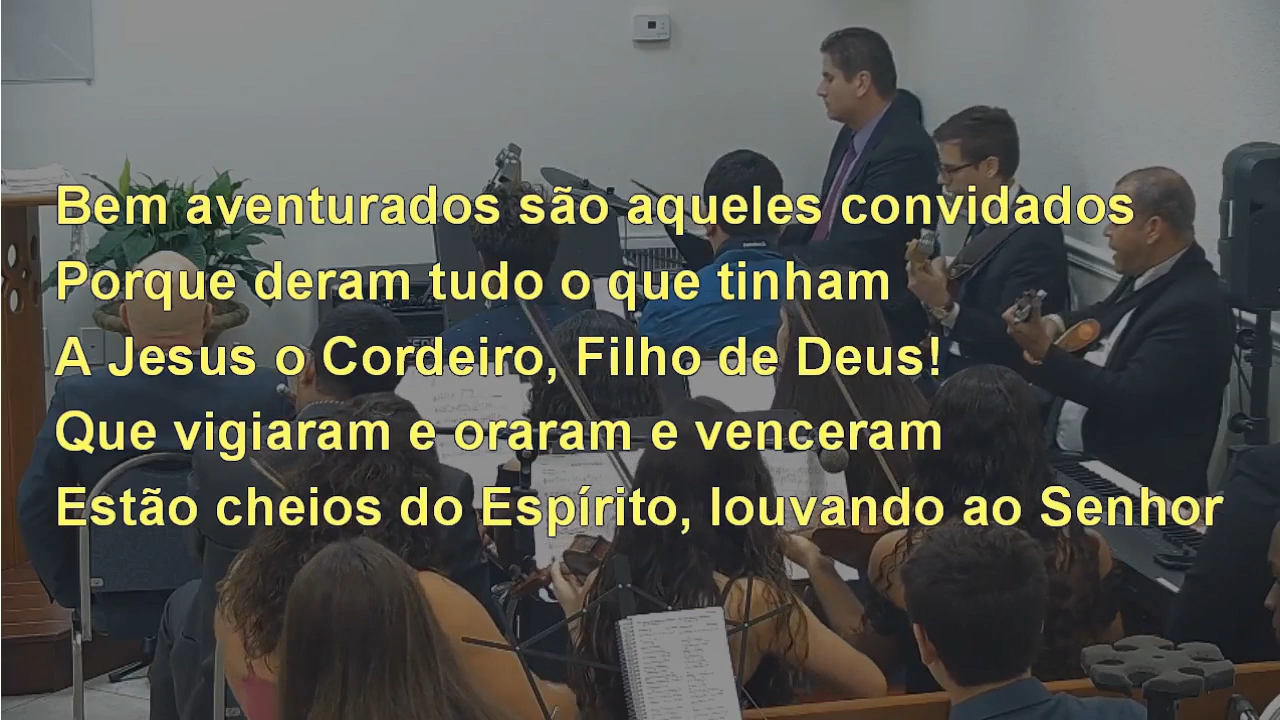 Bem aventurados são aqueles convidados
Porque deram tudo o que tinham
A Jesus o Cordeiro, Filho de Deus!
Que vigiaram e oraram e venceram
Estão cheios do Espírito, louvando ao Senhor